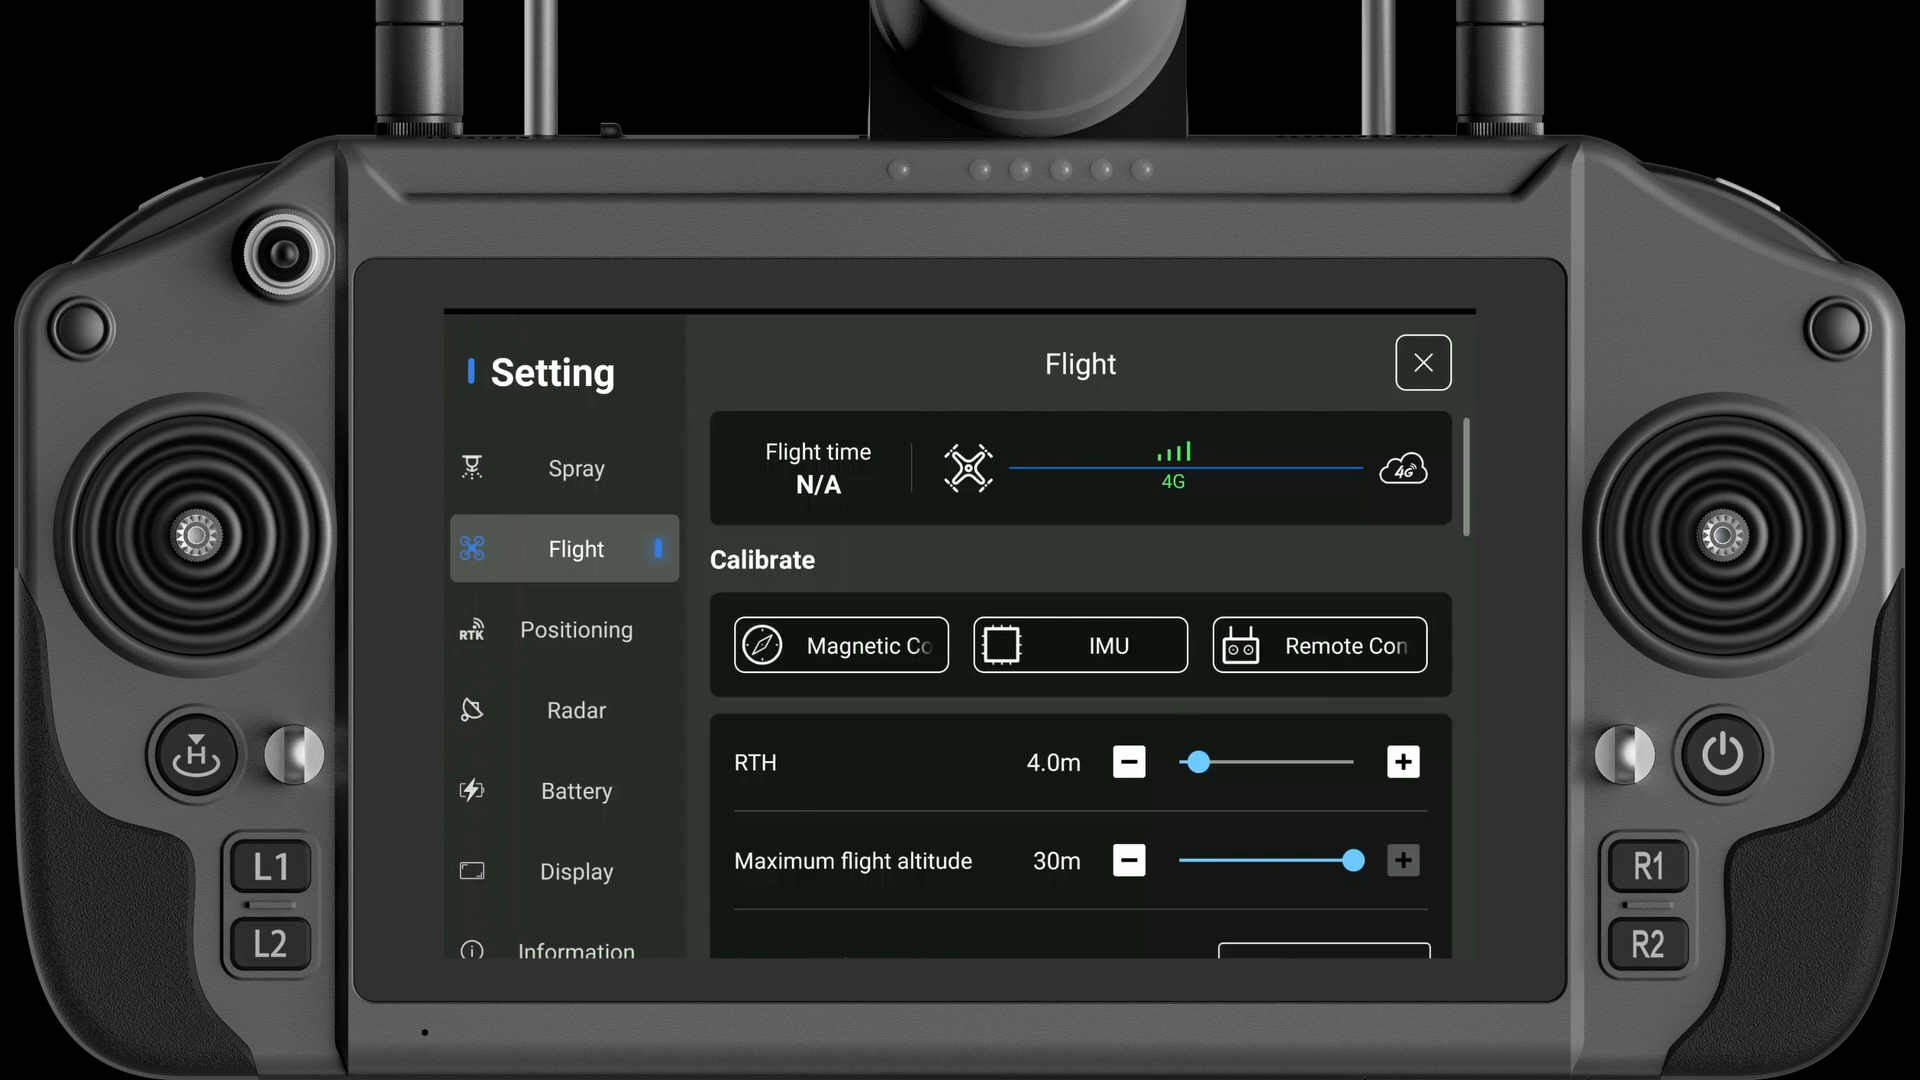 Setting
Flight
Spray
Flight
Positioning
Radar
Battery
Display
Information
Flight time
N/A
4G
4G
Calibrate
Magnetic Co
IMU
Remote Con
RTH
4.0m
Maximum flight altitude
30m
RTK
H
L1
L2
R1
R2